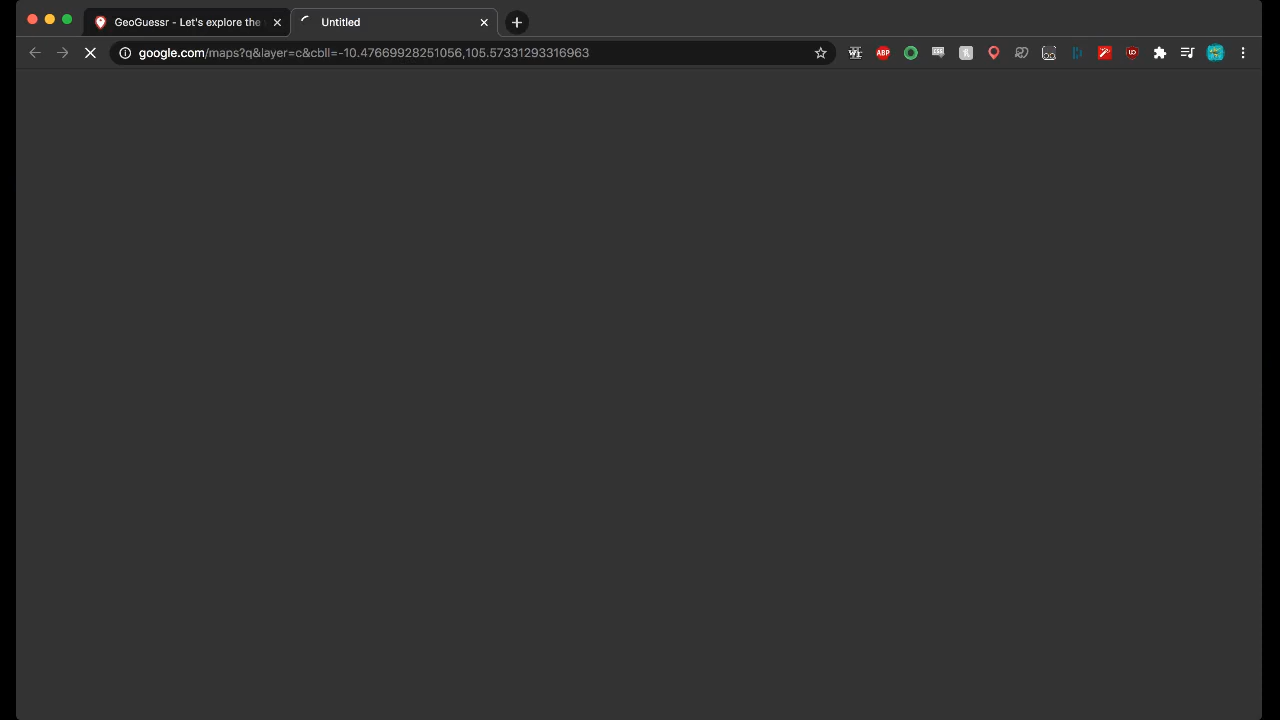 GeoGuessr - Let's explore the
Untitled
google.com/maps?q&layer=c&cbll=-10.47669928251056,105.57331293316963
ABP